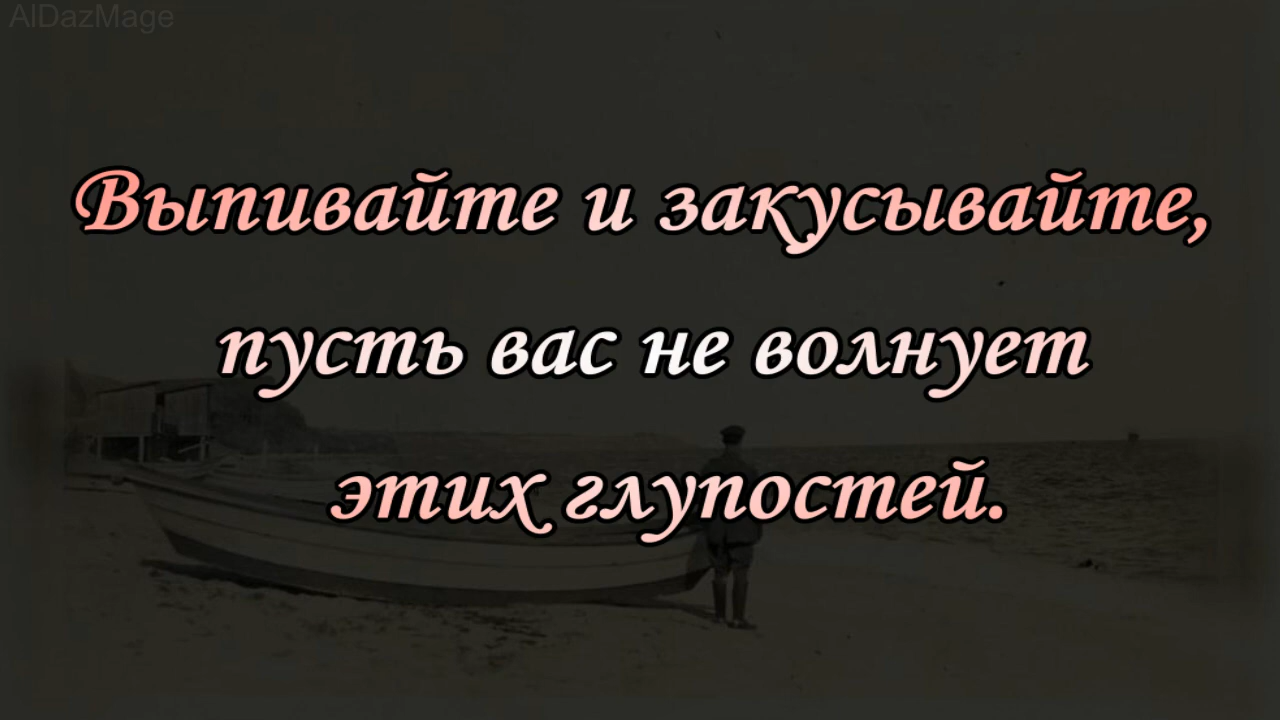 AlDazMage
Выпивайте и закусывайте,
пусть вас не волнует
этих глупостей.